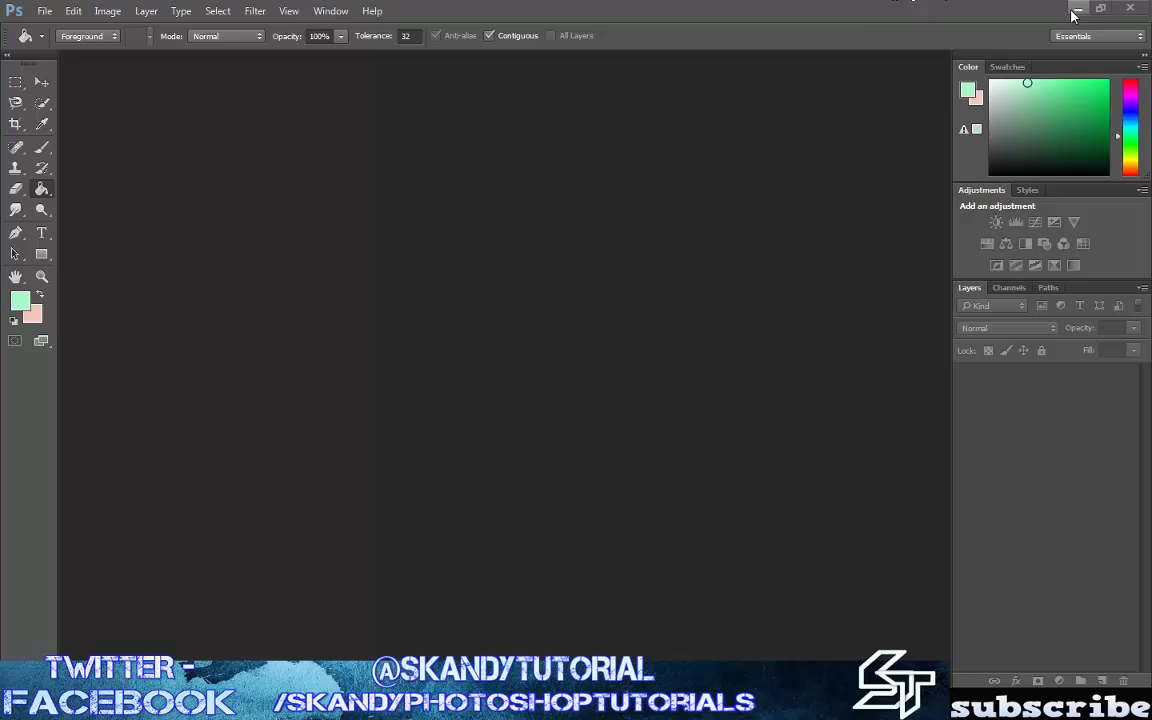 Ps File Edit Image Layer Type Select Filter View Window Help
Foreground Mode: Normal Opacity: 100% Tolerance: 32 Anti-alias Contiguous All Layers Essentials
Color Swatches
Adjustments Styles
Add an adjustment
Layers Channels Paths
Kind
Normal Opacity:
Lock: Fill:
TWITTER - @SKANDYTUTORIAL
FACEBOOK /SKANDYPHOTOSHOPTUTORIALS
ST
subscribe